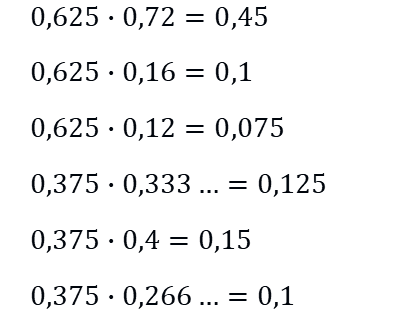 0,625 · 0,72 = 0,45
0,625 · 0,16 = 0,1
0,625 · 0,12 = 0,075
0,375 · 0,333 … = 0,125
0,375 · 0,4 = 0,15
0,375 · 0,266 … = 0,1